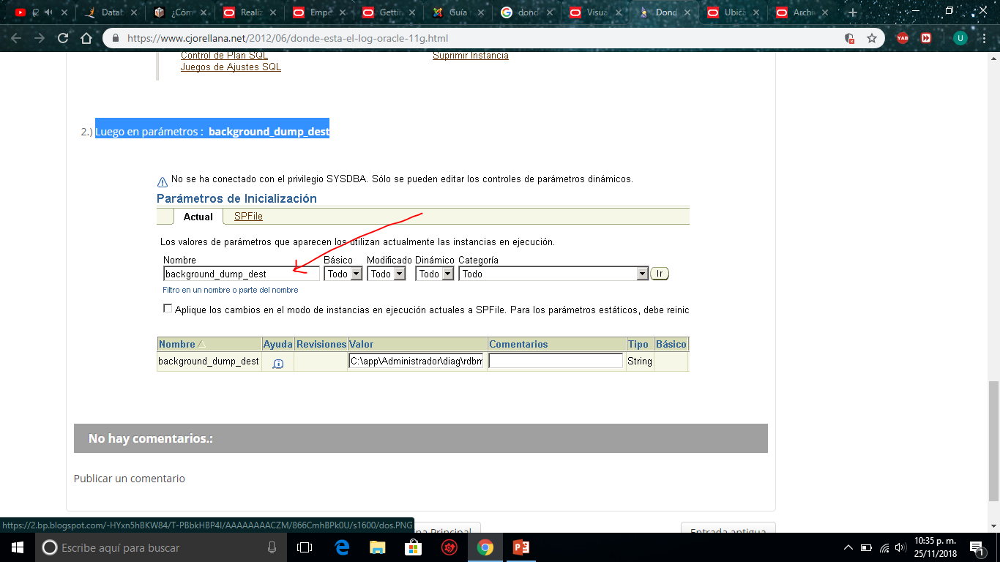 (2
Datab
¿Cóm
Realiz
Empe
Gettin
Guía
dond
Visua
Dond
Ubica
Archi
https://www.cjorellana.net/2012/06/donde-esta-el-log-oracle-11g.html
YAB
U
Control de Plan SQL
Suprimir Instancia
Juegos de Ajustes SQL
2.) Luego en parámetros : background_dump_dest
No se ha conectado con el privilegio SYSDBA. Sólo se pueden editar los controles de parámetros dinámicos.
Parámetros de Inicialización
Actual SPFile
Los valores de parámetros que aparecen los utilizan actualmente las instancias en ejecución.
Nombre Básico Modificado Dinámico Categoría
background_dump_dest Todo Todo Todo Todo Ir
Filtro en un nombre o parte del nombre
Aplique los cambios en el modo de instancias en ejecución actuales a SPFile. Para los parámetros estáticos, debe reinic
Nombre Ayuda Revisiones Valor Comentarios Tipo Básico
background_dump_dest C:\app\Administrador\diag\rdbm String
No hay comentarios.:
Publicar un comentario
https://2.bp.blogspot.com/-HYxn5hBKW84/T-PBbkHBP4I/AAAAAAAACZM/866CmhBPk0U/s1600/dos.PNG
na Principal
Entrada antigua
Escribe aquí para buscar
10:35 p. m.
25/11/2018
1